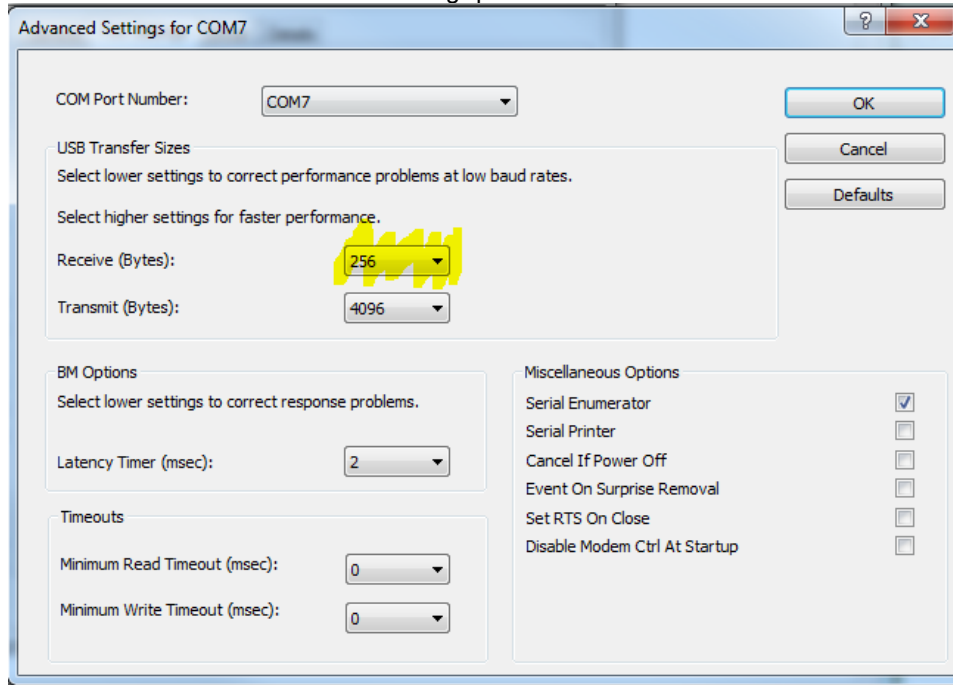 Advanced Settings for COM7
COM Port Number:
COM7
OK
USB Transfer Sizes
Cancel
Select lower settings to correct performance problems at low baud rates.
Defaults
Select higher settings for faster performance.
Receive (Bytes):
256
Transmit (Bytes):
4096
BM Options
Select lower settings to correct response problems.
Latency Timer (msec):
2
Timeouts
Minimum Read Timeout (msec):
0
Minimum Write Timeout (msec):
0
Miscellaneous Options
Serial Enumerator
Serial Printer
Cancel If Power Off
Event On Surprise Removal
Set RTS On Close
Disable Modem Ctrl At Startup